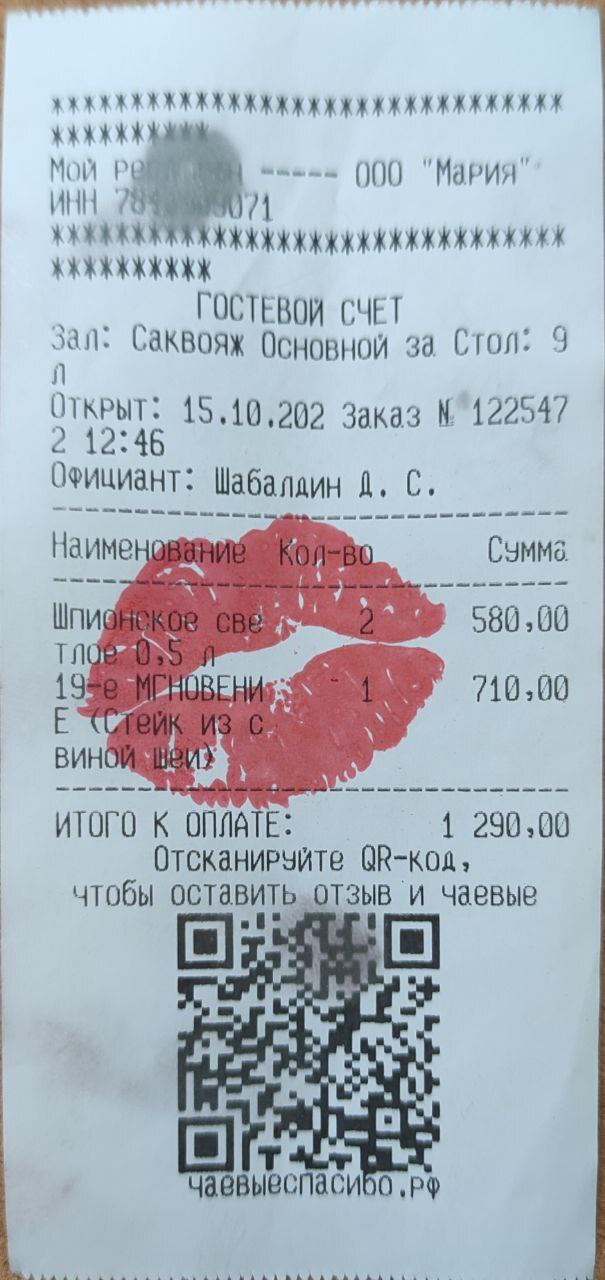 *********************************
**********
Мой ----- ООО "Мария"
ИНН
*********************************
**********
ГОСТЕВОЙ СЧЕТ
Зал: Саквояж Основной за Стол: 9
л
Открыт: 15.10.202 Заказ № 122547
2 12:46
Официант: Шабалдин Д. С.
--------------------------------
Наименование Кол-во Сумма
--------------------------------
Шпионское све 2 580,00
тлое 0,5 л
19-е МГНОВЕНИ 1 710,00
Е (Стейк из с
виной шеи)
--------------------------------
ИТОГО К ОПЛАТЕ: 1 290,00
Отсканируйте QR-код,
чтобы оставить отзыв и чаевые
чаевыеспасибо.рф